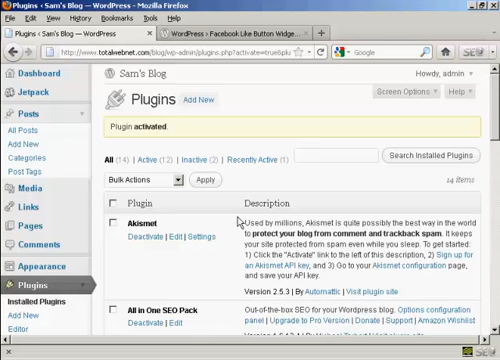 Plugins ‹ Sam's Blog — WordPress — Mozilla Firefox
File Edit View History Bookmarks Tools Help
Plugins ‹ Sam's Blog — WordPress
WordPress › Facebook Like Button Widge...
http://www.totalwebnet.com/blog/wp-admin/plugins.php?activate=true&plu
Google
Dashboard
Jetpack
Posts
All Posts
Add New
Categories
Post Tags
Media
Links
Pages
Comments
Appearance
Plugins
Installed Plugins
Add New
Editor
Sam's Blog
Howdy, admin
Plugins Add New
Screen Options
Help
Plugin activated.
All (14) | Active (12) | Inactive (2) | Recently Active (1)
Search Installed Plugins
Bulk Actions
Apply
14 items
Plugin Description
Akismet
Deactivate | Edit | Settings
Used by millions, Akismet is quite possibly the best way in the world
to protect your blog from comment and trackback spam. It keeps
your site protected from spam even while you sleep. To get started:
1) Click the "Activate" link to the left of this description, 2) Sign up for
an Akismet API key, and 3) Go to your Akismet configuration page,
and save your API key.
Version 2.5.3 | By Automattic | Visit plugin site
All in One SEO Pack
Deactivate | Edit
Out-of-the-box SEO for your WordPress blog. Options configuration
panel | Upgrade to Pro Version | Donate | Support | Amazon Wishlist